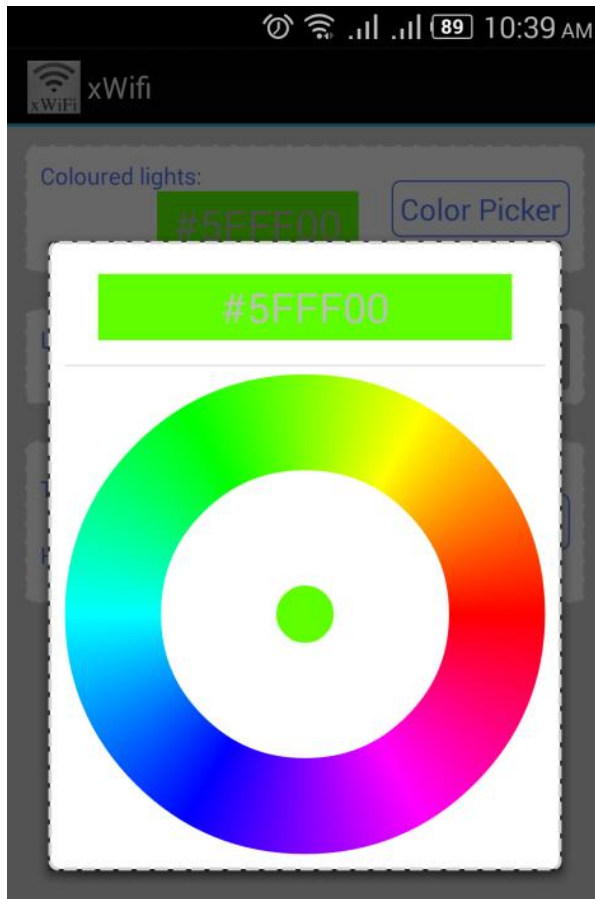 89 10:39 AM
xWiFi xWifi
Coloured lights:
#5FFF00 Color Picker
#5FFF00